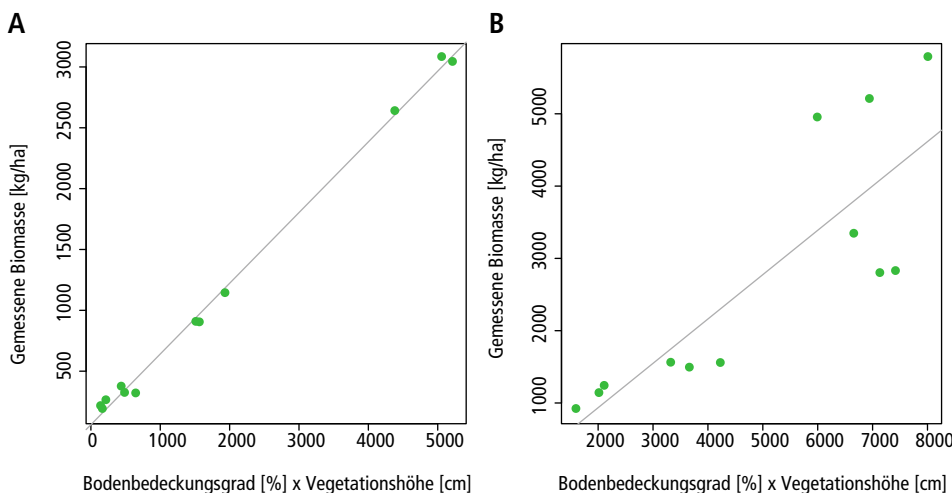 A
Gemessene Biomasse [kg/ha]
3000
2500
2000
1500
1000
500
0 1000 2000 3000 4000 5000
Bodenbedeckungsgrad [%] x Vegetationshöhe [cm]
B
Gemessene Biomasse [kg/ha]
5000
4000
3000
2000
1000
2000 3000 4000 5000 6000 7000 8000
Bodenbedeckungsgrad [%] x Vegetationshöhe [cm]